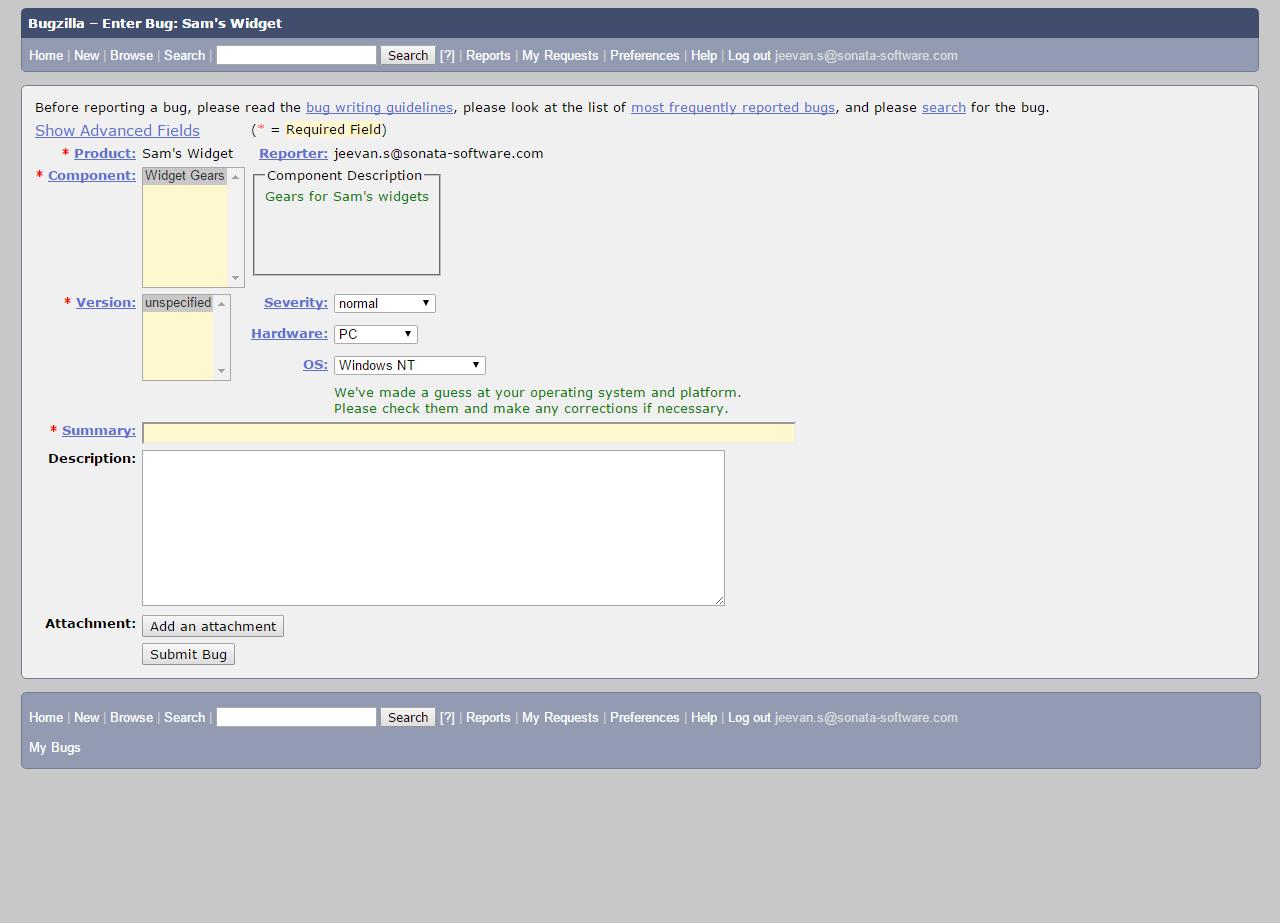 Bugzilla – Enter Bug: Sam's Widget
Home | New | Browse | Search | Search [?] | Reports | My Requests | Preferences | Help | Log out jeevan.s@sonata-software.com
Before reporting a bug, please read the bug writing guidelines, please look at the list of most frequently reported bugs, and please search for the bug.
Show Advanced Fields (* = Required Field)
* Product: Sam's Widget Reporter: jeevan.s@sonata-software.com
* Component: Widget Gears Component Description
Gears for Sam's widgets
* Version: unspecified Severity: normal
Hardware: PC
OS: Windows NT
We've made a guess at your operating system and platform.
Please check them and make any corrections if necessary.
* Summary:
Description:
Attachment: Add an attachment
Submit Bug
Home | New | Browse | Search | Search [?] | Reports | My Requests | Preferences | Help | Log out jeevan.s@sonata-software.com
My Bugs